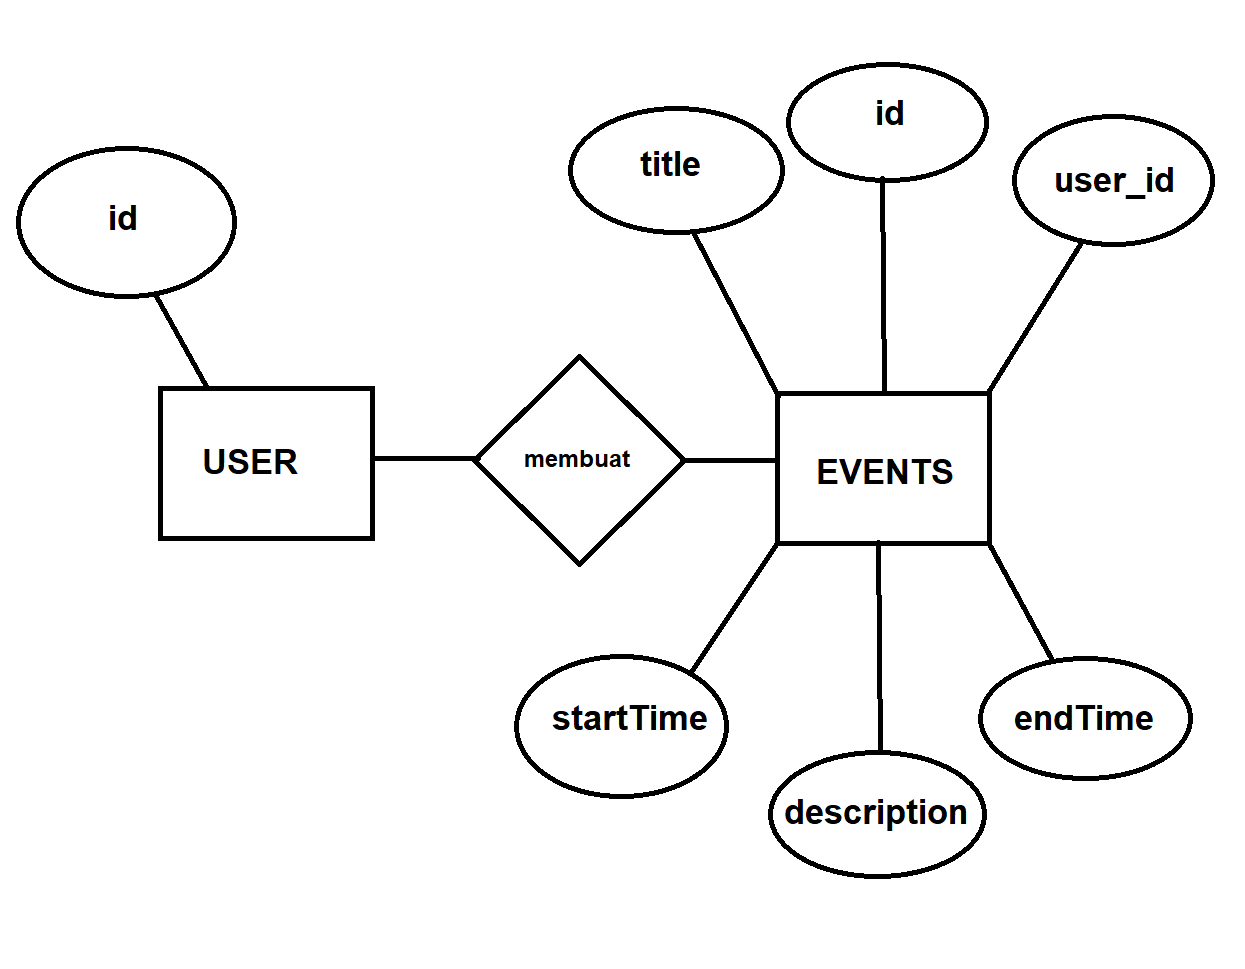 id
title
id
user_id
USER
membuat
EVENTS
startTime
description
endTime